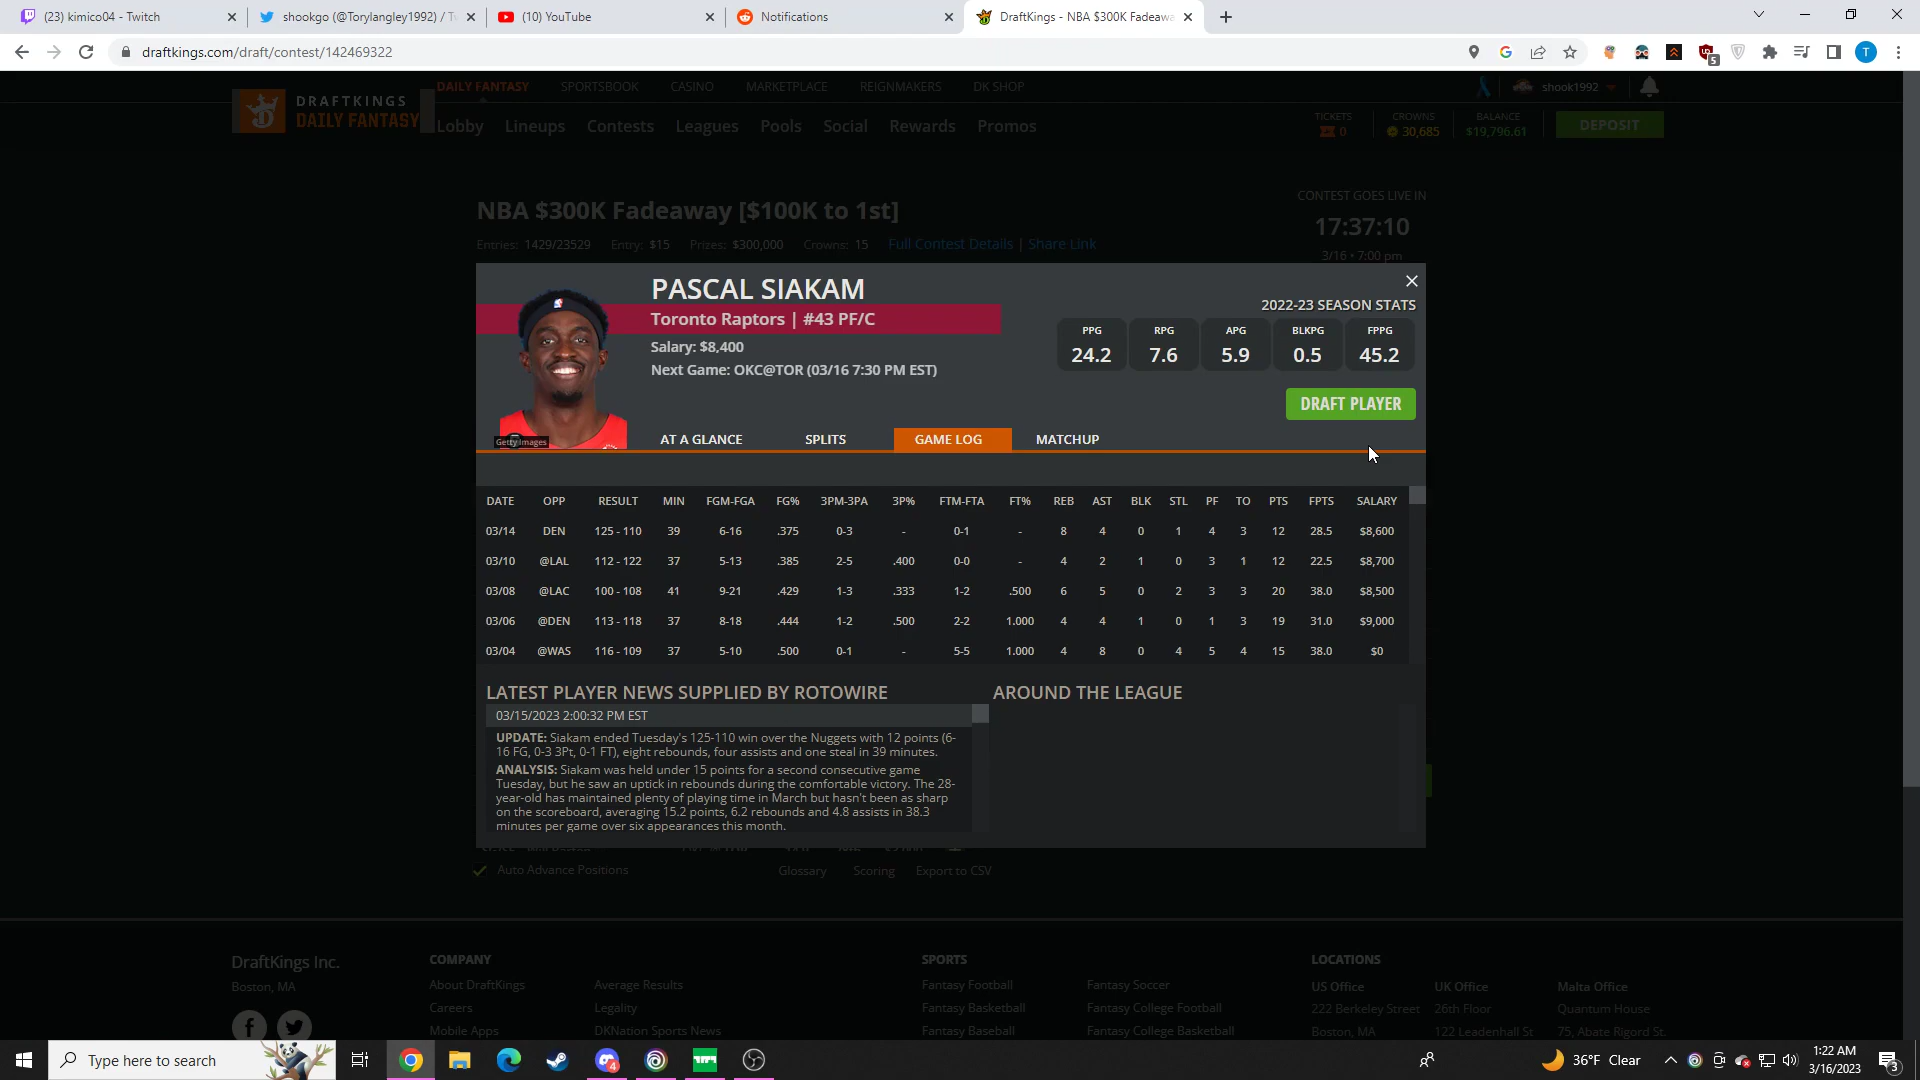 (23) kimico04 - Twitch
shookgo (@Torylangley1992) / Tw
(10) YouTube
Notifications
DraftKings - NBA $300K Fadeawa
draftkings.com/draft/contest/142469322
T
5
DRAFTKINGS
DAILY FANTASY
DAILY FANTASY SPORTSBOOK CASINO MARKETPLACE REIGNMAKERS DK SHOP
shook1992
Lobby Lineups Contests Leagues Pools Social Rewards Promos
TICKETS
0
CROWNS
30,685
BALANCE
$19,796.61
DEPOSIT
NBA $300K Fadeaway [$100K to 1st]
Entries: 1429/23529 Entry: $15 Prizes: $300,000 Crowns: 15 Full Contest Details | Share Link
CONTEST GOES LIVE IN
17:37:10
3/16 • 7:00 pm
PASCAL SIAKAM
Toronto Raptors | #43 PF/C
Salary: $8,400
Next Game: OKC@TOR (03/16 7:30 PM EST)
Getty Images
2022-23 SEASON STATS
PPG RPG APG BLKPG FPPG
24.2 7.6 5.9 0.5 45.2
DRAFT PLAYER
AT A GLANCE SPLITS GAME LOG MATCHUP
DATE OPP RESULT MIN FGM-FGA FG% 3PM-3PA 3P% FTM-FTA FT% REB AST BLK STL PF TO PTS FPTS SALARY
03/14 DEN 125 - 110 39 6-16 .375 0-3 - 0-1 - 8 4 0 1 4 3 12 28.5 $8,600
03/10 @LAL 112 - 122 37 5-13 .385 2-5 .400 0-0 - 4 2 1 0 3 1 12 22.5 $8,700
03/08 @LAC 100 - 108 41 9-21 .429 1-3 .333 1-2 .500 6 5 0 2 3 3 20 38.0 $8,500
03/06 @DEN 113 - 118 37 8-18 .444 1-2 .500 2-2 1.000 4 4 1 0 1 3 19 31.0 $9,000
03/04 @WAS 116 - 109 37 5-10 .500 0-1 - 5-5 1.000 4 8 0 4 5 4 15 38.0 $0
LATEST PLAYER NEWS SUPPLIED BY ROTOWIRE
AROUND THE LEAGUE
03/15/2023 2:00:32 PM EST
UPDATE: Siakam ended Tuesday's 125-110 win over the Nuggets with 12 points (6-
16 FG, 0-3 3Pt, 0-1 FT), eight rebounds, four assists and one steal in 39 minutes.
ANALYSIS: Siakam was held under 15 points for a second consecutive game
Tuesday, but he saw an uptick in rebounds during the comfortable victory. The 28-
year-old has maintained plenty of playing time in March but hasn't been as sharp
on the scoreboard, averaging 15.2 points, 6.2 rebounds and 4.8 assists in 38.3
minutes per game over six appearances this month.
Auto Advance Positions
Glossary Scoring Export to CSV
DraftKings Inc.
Boston, MA
COMPANY
About DraftKings Average Results
Careers Legality
Mobile Apps DKNation Sports News
SPORTS
Fantasy Football Fantasy Soccer
Fantasy Basketball Fantasy College Football
Fantasy Baseball Fantasy College Basketball
LOCATIONS
US Office UK Office Malta Office
222 Berkeley Street 26th Floor Quantum House
Boston, MA 122 Leadenhall St 75, Abate Rigord St.
Type here to search
4
36°F Clear
1:22 AM
3/16/2023
3